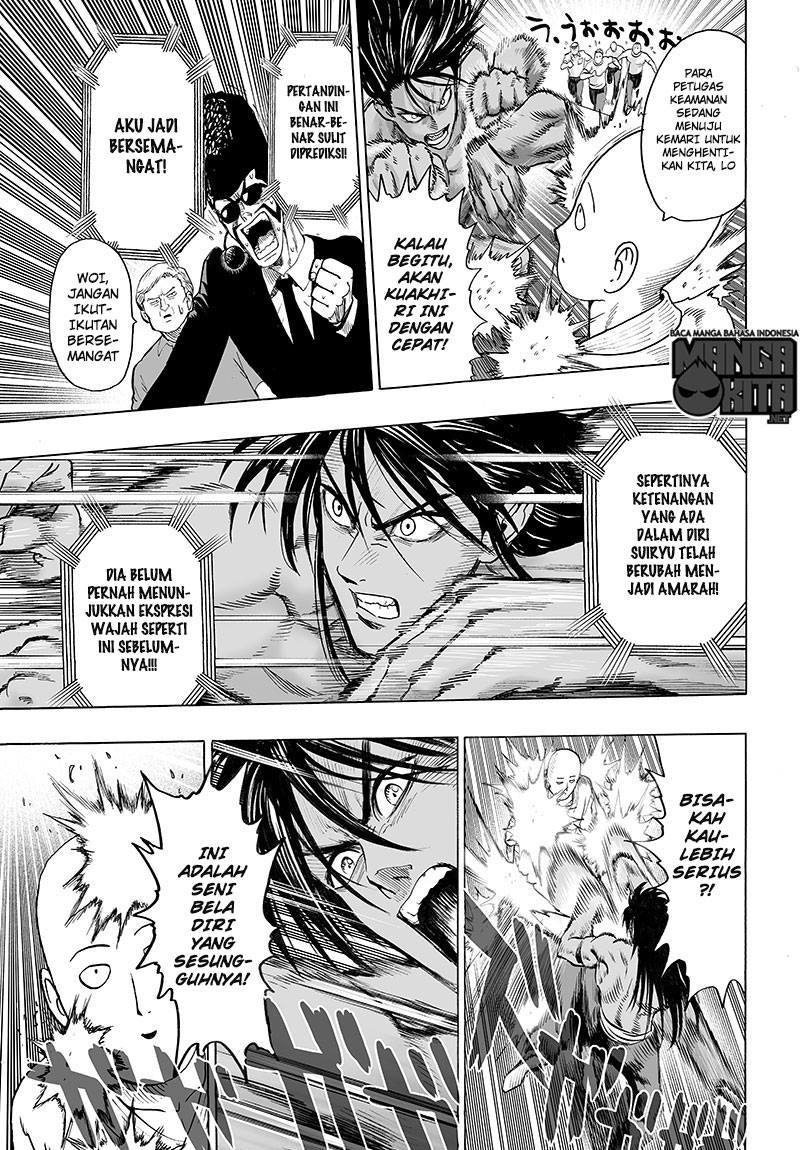 う、うおおおおお
PARA
PETUGAS
KEAMANAN
SEDANG
MENUJU
KEMARI UNTUK
MENGHENTI-
KAN KITA, LO
KALAU
BEGITU,
AKAN
KUAKHI-
RI INI
DENGAN
CEPAT!
PERTANDIN-
GAN INI
BENAR-BE-
NAR SULIT
DIPREDIKSI!
AKU JADI
BERSEMA-
NGAT!
WOI,
JANGAN
IKUT-
IKUTAN
BERSE-
MANGAT
BACA MANGA BAHASA INDONESIA
MANGA
KITA
.NET
SEPERTINYA
KETENANGAN
YANG ADA
DALAM DIRI
SUIRYU TELAH
BERUBAH MEN-
JADI AMARAH!
DIA BELUM
PERNAH MENUN-
JUKKAN EKSPRESI
WAJAH SEPERTI
INI SEBELUM-
NYA!!!
BISA-
KAH
KAU-
LEBIH
SERIUS
?!
INI
ADALAH
SENI
BELA
DIRI
YANG
SESUNG-
GUHNYA!